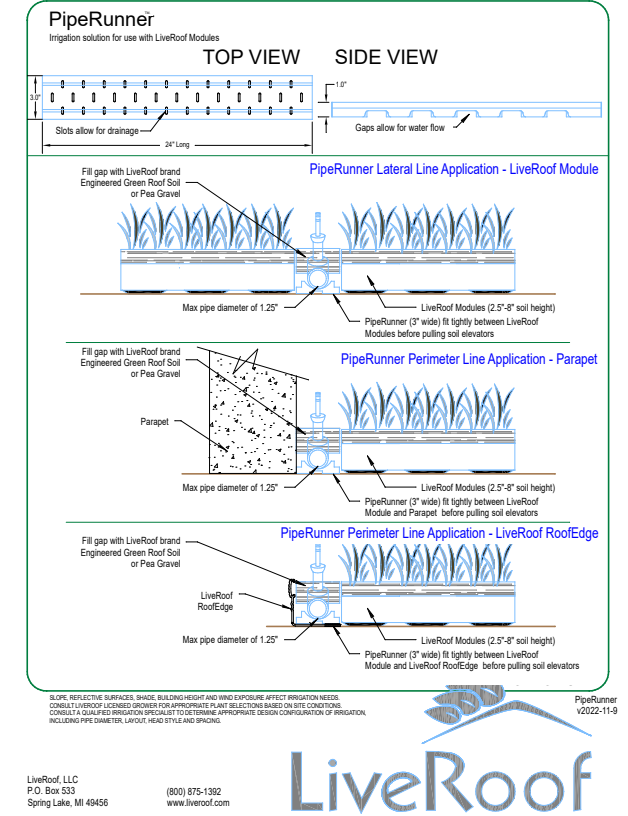 PipeRunner™
Irrigation solution for use with LiveRoof Modules
TOP VIEW
SIDE VIEW
3.0"
1.0"
Slots allow for drainage
Gaps allow for water flow
24" Long
PipeRunner Lateral Line Application - LiveRoof Module
Fill gap with LiveRoof brand
Engineered Green Roof Soil
or Pea Gravel
Max pipe diameter of 1.25"
LiveRoof Modules (2.5"-8" soil height)
PipeRunner (3" wide) fit tightly between LiveRoof
Modules before pulling soil elevators
PipeRunner Perimeter Line Application - Parapet
Fill gap with LiveRoof brand
Engineered Green Roof Soil
or Pea Gravel
Parapet
Max pipe diameter of 1.25"
LiveRoof Modules (2.5"-8" soil height)
PipeRunner (3" wide) fit tightly between LiveRoof
Module and Parapet before pulling soil elevators
PipeRunner Perimeter Line Application - LiveRoof RoofEdge
Fill gap with LiveRoof brand
Engineered Green Roof Soil
or Pea Gravel
LiveRoof
RoofEdge
Max pipe diameter of 1.25"
LiveRoof Modules (2.5"-8" soil height)
PipeRunner (3" wide) fit tightly between LiveRoof
Module and LiveRoof RoofEdge before pulling soil elevators
SLOPE, REFLECTIVE SURFACES, SHADE, BUILDING HEIGHT AND WIND EXPOSURE AFFECT IRRIGATION NEEDS.
CONSULT LIVEROOF LICENSED GROWER FOR APPROPRIATE PLANT SELECTIONS BASED ON SITE CONDITIONS.
CONSULT A QUALIFIED IRRIGATION SPECIALIST TO DETERMINE APPROPRIATE DESIGN CONFIGURATION OF IRRIGATION,
INCLUDING PIPE DIAMETER, LAYOUT, HEAD STYLE AND SPACING.
PipeRunner
v2022-11-9
LiveRoof
LiveRoof, LLC
P.O. Box 533
Spring Lake, MI 49456
(800) 875-1392
www.liveroof.com